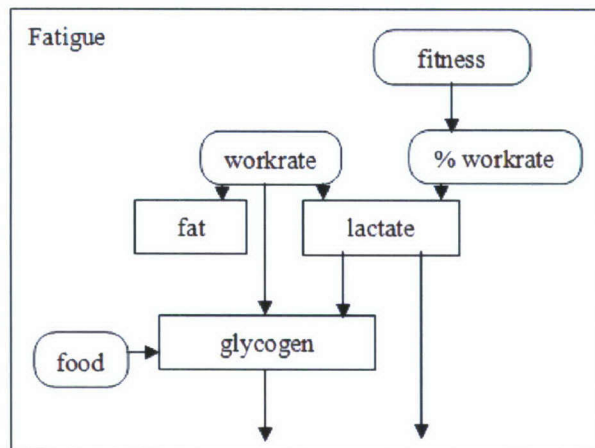 Fatigue
fitness
workrate
% workrate
fat
lactate
glycogen
food